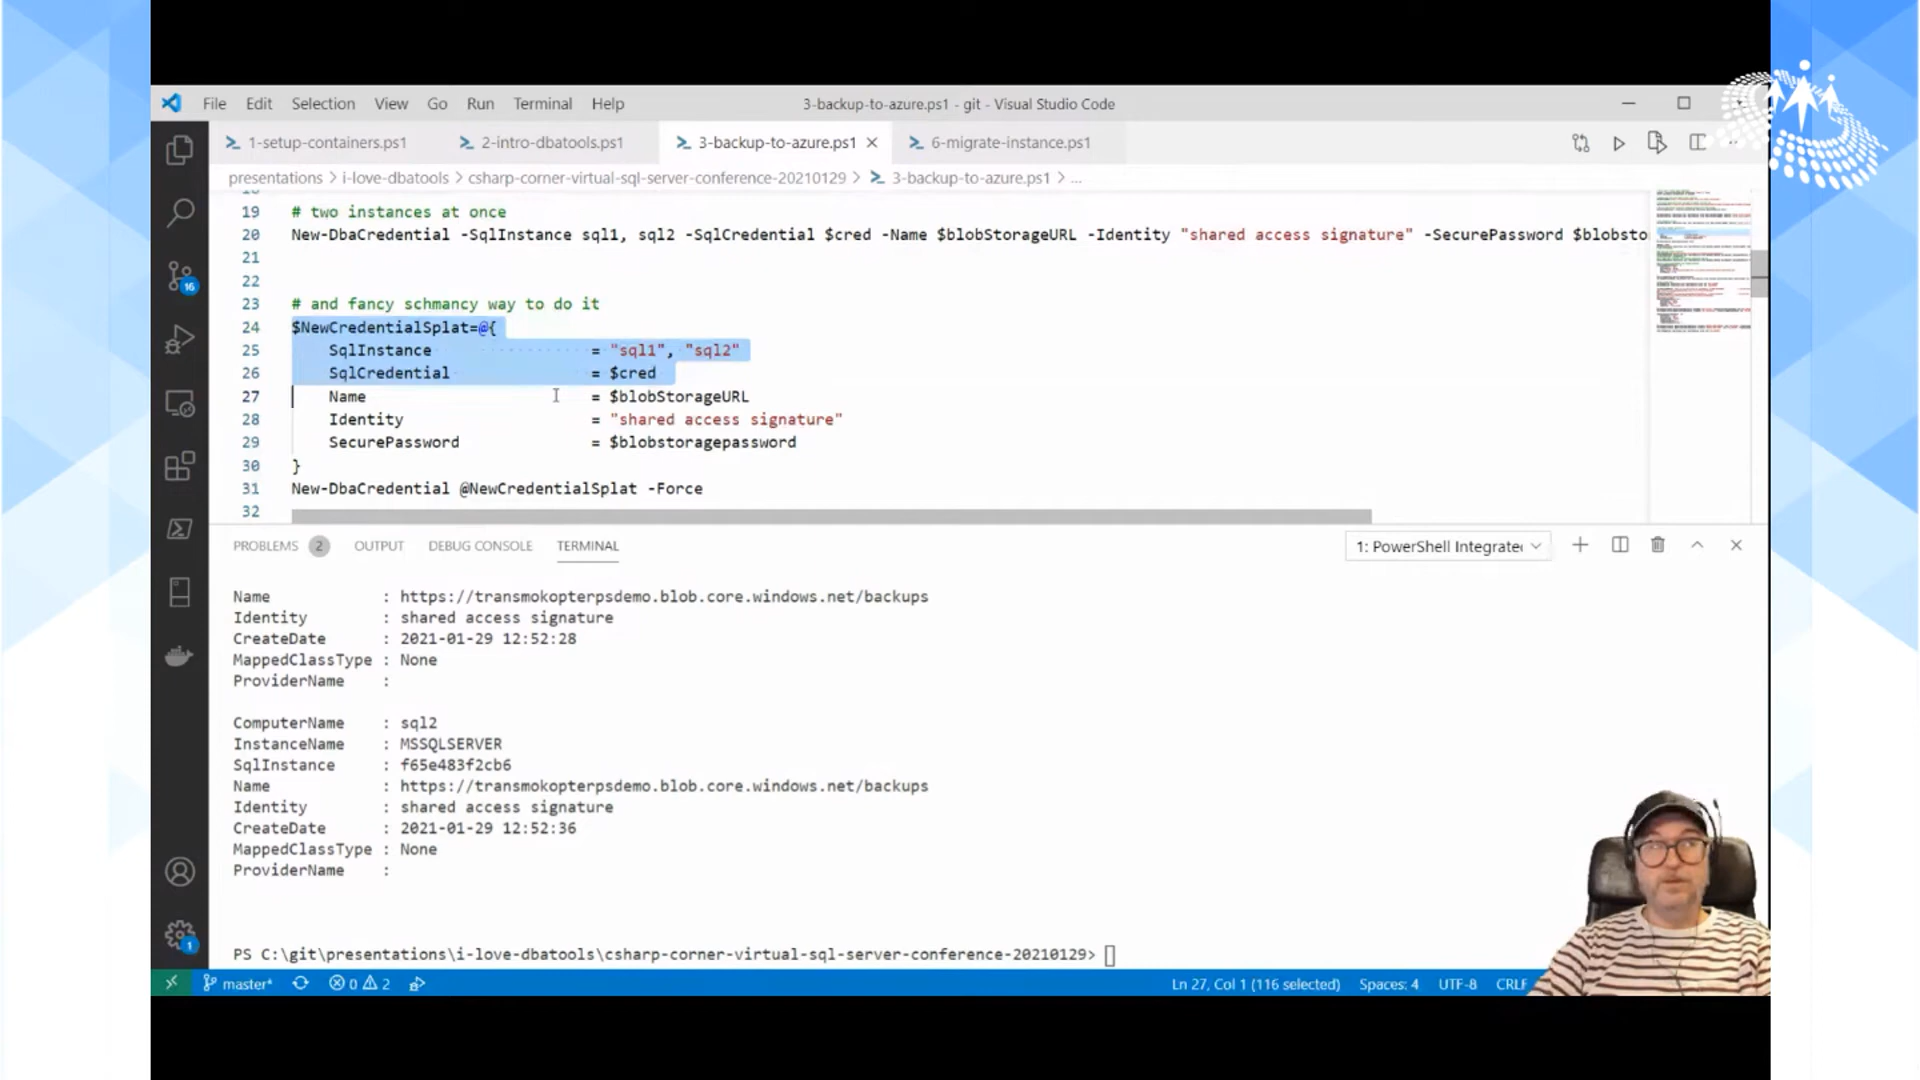 File Edit Selection View Go Run Terminal Help 3-backup-to-azure.ps1 - git - Visual Studio Code
1-setup-containers.ps1 2-intro-dbatools.ps1 3-backup-to-azure.ps1 6-migrate-instance.ps1
presentations > i-love-dbatools > csharp-corner-virtual-sql-server-conference-20210129 > 3-backup-to-azure.ps1 > ...
19 # two instances at once
20 New-DbaCredential -SqlInstance sql1, sql2 -SqlCredential $cred -Name $blobStorageURL -Identity "shared access signature" -SecurePassword $blobsto
21
22
23 # and fancy schmancy way to do it
24 $NewCredentialSplat=@{
25 SqlInstance = "sql1", "sql2"
26 SqlCredential = $cred
27 Name = $blobStorageURL
28 Identity = "shared access signature"
29 SecurePassword = $blobstoragepassword
30 }
31 New-DbaCredential @NewCredentialSplat -Force
32
PROBLEMS 2 OUTPUT DEBUG CONSOLE TERMINAL 1: PowerShell Integrate
Name : https://transmokopterpsdemo.blob.core.windows.net/backups
Identity : shared access signature
CreateDate : 2021-01-29 12:52:28
MappedClassType : None
ProviderName :
ComputerName : sql2
InstanceName : MSSQLSERVER
SqlInstance : f65e483f2cb6
Name : https://transmokopterpsdemo.blob.core.windows.net/backups
Identity : shared access signature
CreateDate : 2021-01-29 12:52:36
MappedClassType : None
ProviderName :
PS C:\git\presentations\i-love-dbatools\csharp-corner-virtual-sql-server-conference-20210129>
16
1
master* 0 2 Ln 27, Col 1 (116 selected) Spaces: 4 UTF-8 CRLF